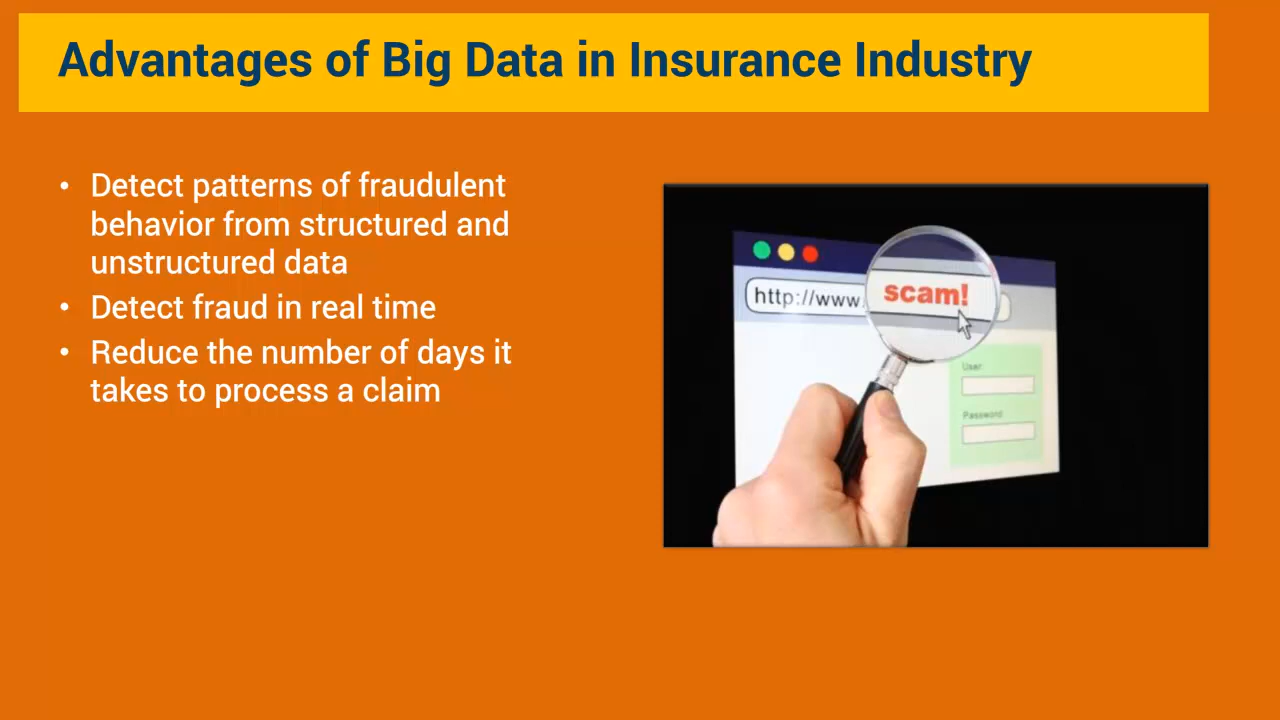 Advantages of Big Data in Insurance Industry
• Detect patterns of fraudulent
behavior from structured and
unstructured data
• Detect fraud in real time
• Reduce the number of days it
takes to process a claim
http://www.
scam!
User:
Password